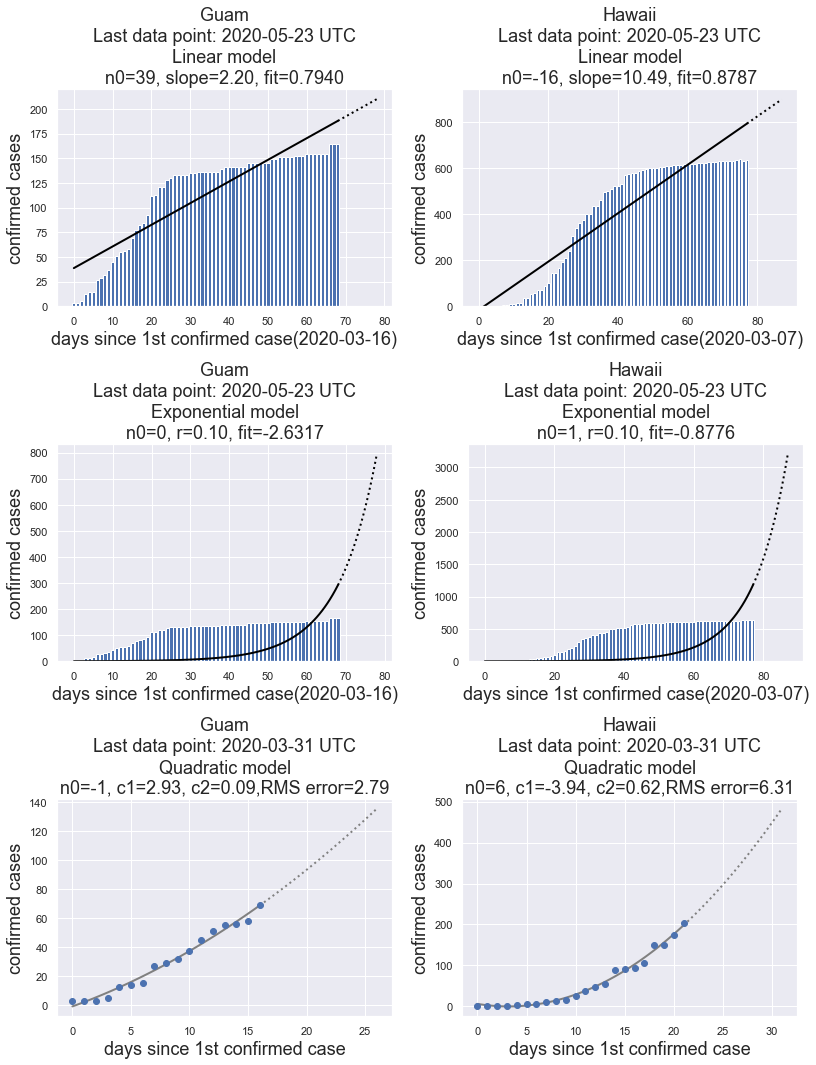 Guam
Last data point: 2020-05-23 UTC
Linear model
n0=39, slope=2.20, fit=0.7940
confirmed cases
200
175
150
125
100
75
50
25
0
0 10 20 30 40 50 60 70 80
days since 1st confirmed case(2020-03-16)
Hawaii
Last data point: 2020-05-23 UTC
Linear model
n0=-16, slope=10.49, fit=0.8787
confirmed cases
800
600
400
200
0
0 20 40 60 80
days since 1st confirmed case(2020-03-07)
Guam
Last data point: 2020-05-23 UTC
Exponential model
n0=0, r=0.10, fit=-2.6317
confirmed cases
800
700
600
500
400
300
200
100
0
0 10 20 30 40 50 60 70 80
days since 1st confirmed case(2020-03-16)
Hawaii
Last data point: 2020-05-23 UTC
Exponential model
n0=1, r=0.10, fit=-0.8776
confirmed cases
3000
2500
2000
1500
1000
500
0
0 20 40 60 80
days since 1st confirmed case(2020-03-07)
Guam
Last data point: 2020-03-31 UTC
Quadratic model
n0=-1, c1=2.93, c2=0.09,RMS error=2.79
confirmed cases
140
120
100
80
60
40
20
0
0 5 10 15 20 25
days since 1st confirmed case
Hawaii
Last data point: 2020-03-31 UTC
Quadratic model
n0=6, c1=-3.94, c2=0.62,RMS error=6.31
confirmed cases
500
400
300
200
100
0
0 5 10 15 20 25 30
days since 1st confirmed case